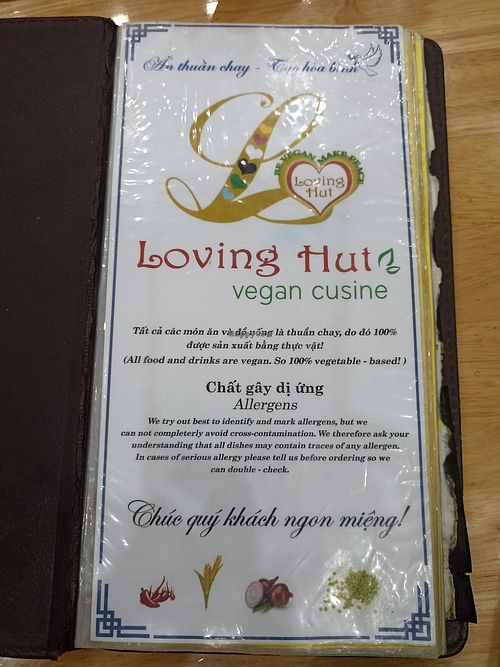 Ăn thuần chay - Tạo hòa bình
BE VEGAN MAKE PEACE
Loving
Hut
Loving Hut
vegan cusine
Tất cả các món ăn và đồ uống là thuần chay, do đó 100%
được sản xuất bằng thực vật!
(All food and drinks are vegan. So 100% vegetable - based! )
Chất gây dị ứng
Allergens
We try out best to identify and mark allergens, but we
can not completerly avoid cross-contamination. We therefore ask your
understanding that all dishes may contain traces of any allergen.
In cases of serious allergy please tell us before ordering so we
can double - check.
Chúc quý khách ngon miệng!